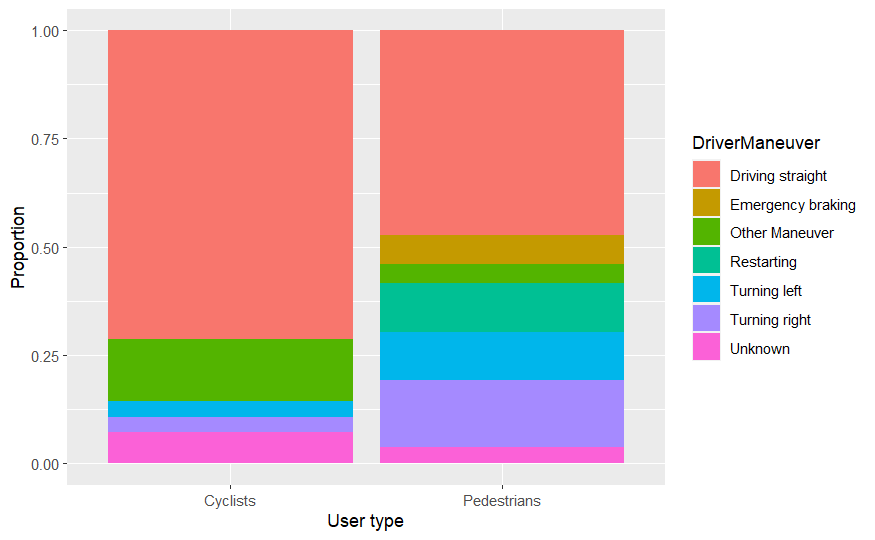 1.00
0.75
0.50
0.25
0.00
Proportion
Cyclists
Pedestrians
User type
DriverManeuver
Driving straight
Emergency braking
Other Maneuver
Restarting
Turning left
Turning right
Unknown